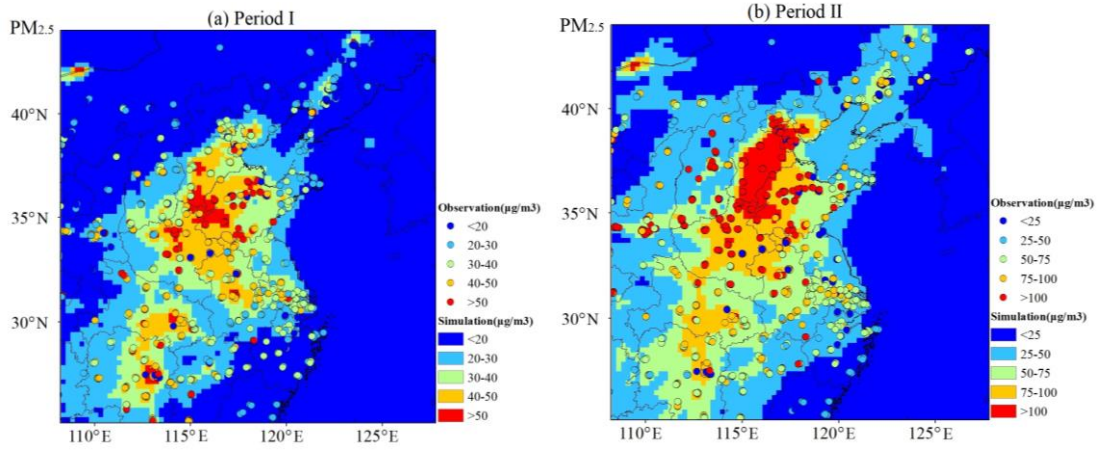 (a) Period I
PM2.5
40°N
35°N
30°N
110°E 115°E 120°E 125°E
Observation(μg/m3)
<20
20-30
30-40
40-50
>50
Simulation(μg/m3)
<20
20-30
30-40
40-50
>50
(b) Period II
PM2.5
40°N
35°N
30°N
110°E 115°E 120°E 125°E
Observation(μg/m3)
<25
25-50
50-75
75-100
>100
Simulation(μg/m3)
<25
25-50
50-75
75-100
>100